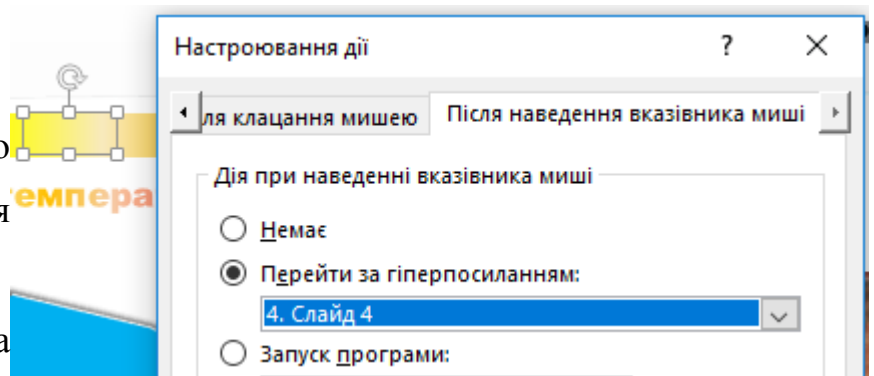 Настроювання дії ? ×
ля клацання мишею Після наведення вказівника миші
о
Дія при наведенні вказівника миші
емпера
я
Немає
Перейти за гіперпосиланням:
4. Слайд 4
а
Запуск програми: